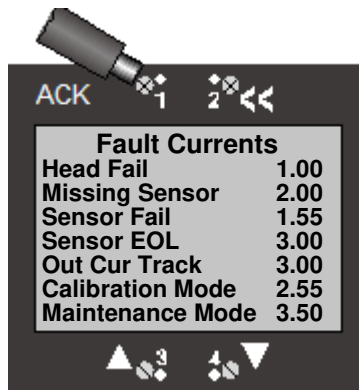 ACK 1 2 <<
Fault Currents
Head Fail 1.00
Missing Sensor 2.00
Sensor Fail 1.55
Sensor EOL 3.00
Out Cur Track 3.00
Calibration Mode 2.55
Maintenance Mode 3.50
3 4